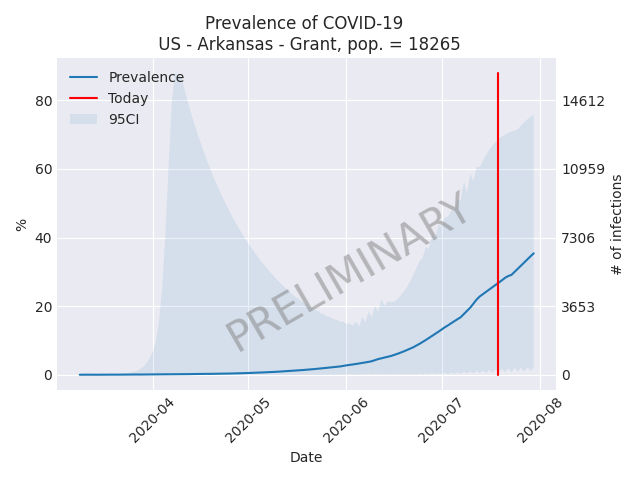 Prevalence of COVID-19
US - Arkansas - Grant, pop. = 18265
Prevalence
Today
95CI
80
60
40
20
0
%
14612
10959
7306
3653
0
# of infections
PRELIMINARY
2020-04
2020-05
2020-06
2020-07
2020-08
Date